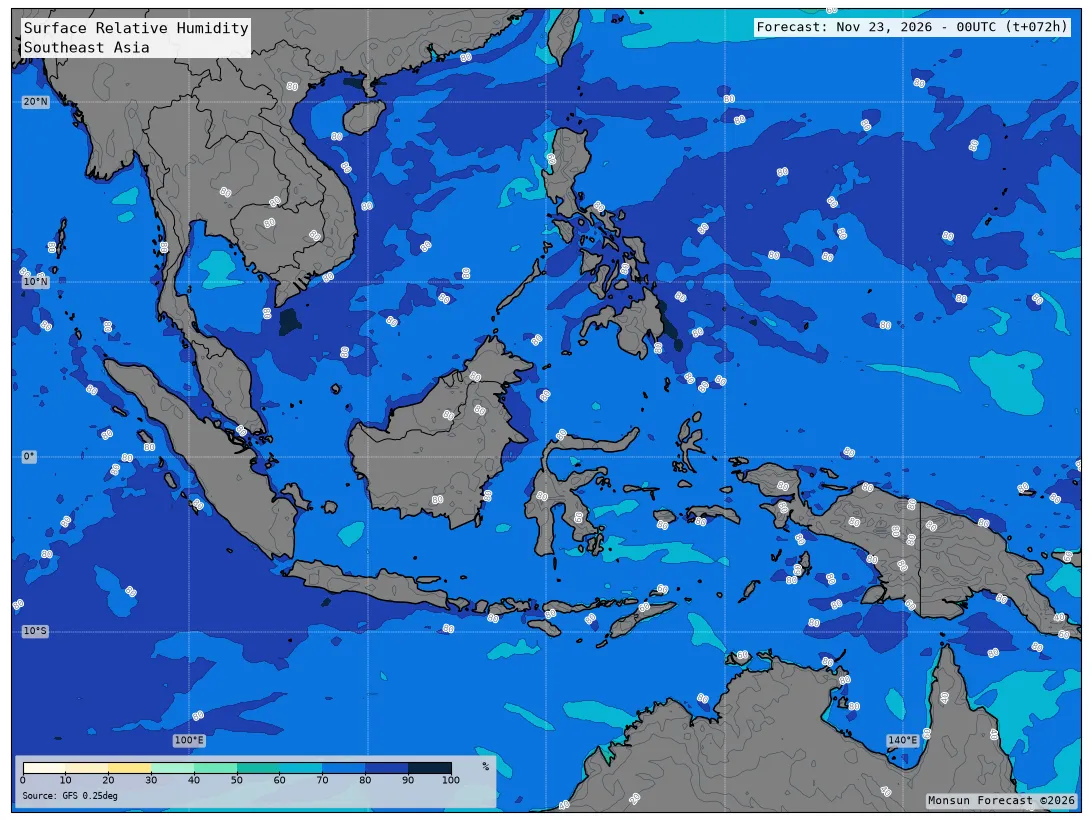 Surface Relative Humidity
Southeast Asia
Forecast: Nov 23, 2026 - 00UTC (t+072h)
20°N
10°N
0°
10°S
100°E
140°E
0 10 20 30 40 50 60 70 80 90 100
%
Source: GFS 0.25deg
Monsun Forecast ©2026